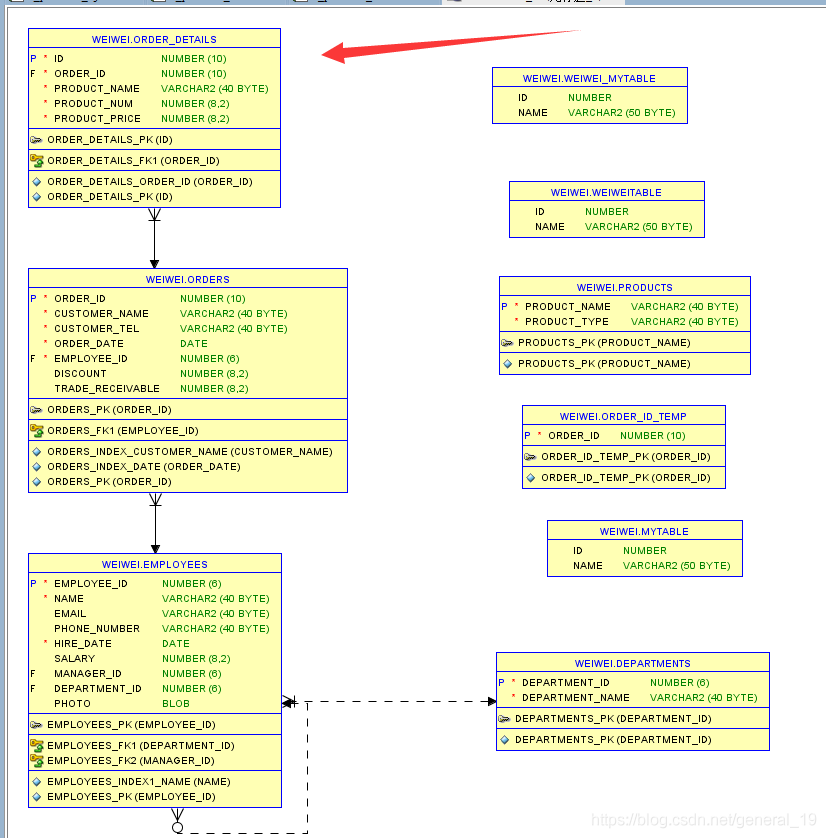 WEIWEI.ORDER_DETAILS
P * ID NUMBER (10)
F * ORDER_ID NUMBER (10)
* PRODUCT_NAME VARCHAR2 (40 BYTE)
* PRODUCT_NUM NUMBER (8,2)
* PRODUCT_PRICE NUMBER (8,2)
ORDER_DETAILS_PK (ID)
ORDER_DETAILS_FK1 (ORDER_ID)
ORDER_DETAILS_ORDER_ID (ORDER_ID)
ORDER_DETAILS_PK (ID)
WEIWEI.ORDERS
P * ORDER_ID NUMBER (10)
* CUSTOMER_NAME VARCHAR2 (40 BYTE)
* CUSTOMER_TEL VARCHAR2 (40 BYTE)
* ORDER_DATE DATE
F * EMPLOYEE_ID NUMBER (6)
DISCOUNT NUMBER (8,2)
TRADE_RECEIVABLE NUMBER (8,2)
ORDERS_PK (ORDER_ID)
ORDERS_FK1 (EMPLOYEE_ID)
ORDERS_INDEX_CUSTOMER_NAME (CUSTOMER_NAME)
ORDERS_INDEX_DATE (ORDER_DATE)
ORDERS_PK (ORDER_ID)
WEIWEI.EMPLOYEES
P * EMPLOYEE_ID NUMBER (6)
* NAME VARCHAR2 (40 BYTE)
EMAIL VARCHAR2 (40 BYTE)
PHONE_NUMBER VARCHAR2 (40 BYTE)
* HIRE_DATE DATE
SALARY NUMBER (8,2)
F MANAGER_ID NUMBER (6)
F DEPARTMENT_ID NUMBER (6)
PHOTO BLOB
EMPLOYEES_PK (EMPLOYEE_ID)
EMPLOYEES_FK1 (DEPARTMENT_ID)
EMPLOYEES_FK2 (MANAGER_ID)
EMPLOYEES_INDEX1_NAME (NAME)
EMPLOYEES_PK (EMPLOYEE_ID)
WEIWEI.WEIWEI_MYTABLE
ID NUMBER
NAME VARCHAR2 (50 BYTE)
WEIWEI.WEIWEITABLE
ID NUMBER
NAME VARCHAR2 (50 BYTE)
WEIWEI.PRODUCTS
P * PRODUCT_NAME VARCHAR2 (40 BYTE)
* PRODUCT_TYPE VARCHAR2 (40 BYTE)
PRODUCTS_PK (PRODUCT_NAME)
PRODUCTS_PK (PRODUCT_NAME)
WEIWEI.ORDER_ID_TEMP
P * ORDER_ID NUMBER (10)
ORDER_ID_TEMP_PK (ORDER_ID)
ORDER_ID_TEMP_PK (ORDER_ID)
WEIWEI.MYTABLE
ID NUMBER
NAME VARCHAR2 (50 BYTE)
WEIWEI.DEPARTMENTS
P * DEPARTMENT_ID NUMBER (6)
* DEPARTMENT_NAME VARCHAR2 (40 BYTE)
DEPARTMENTS_PK (DEPARTMENT_ID)
DEPARTMENTS_PK (DEPARTMENT_ID)
https://blog.csdn.net/general_19